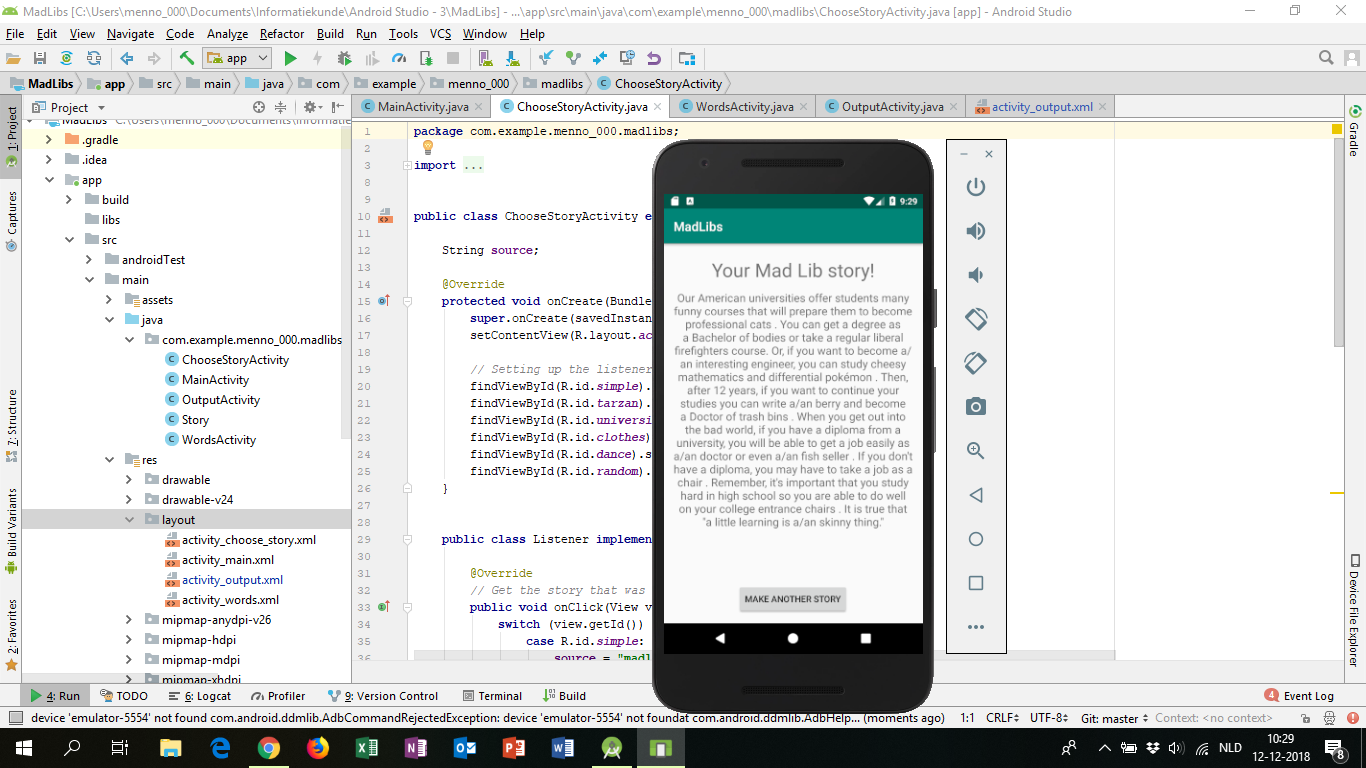 MadLibs [C:\Users\menno_000\Documents\Informatiekunde\Android Studio - 3\MadLibs] - ...\app\src\main\java\com\example\menno_000\madlibs\ChooseStoryActivity.java [app] - Android Studio
File Edit View Navigate Code Analyze Refactor Build Run Tools VCS Window Help
app
MadLibs app src main java com example menno_000 madlibs ChooseStoryActivity
Project
MainActivity.java ChooseStoryActivity.java WordsActivity.java OutputActivity.java activity_output.xml
1: Project
Captures
7: Structure
Build Variants
2: Favorites
MadLibs C:\Users\menno_000\Documents\Informatie
.gradle
.idea
app
build
libs
src
androidTest
main
assets
java
com.example.menno_000.madlibs
ChooseStoryActivity
MainActivity
OutputActivity
Story
WordsActivity
res
drawable
drawable-v24
layout
activity_choose_story.xml
activity_main.xml
activity_output.xml
activity_words.xml
mipmap-anydpi-v26
mipmap-hdpi
mipmap-mdpi
mipmap-xhdpi
1 package com.example.menno_000.madlibs;
2
3 import ...
8
9
10 public class ChooseStoryActivity e
11
12 String source;
13
14 @Override
15 protected void onCreate(Bundle
16 super.onCreate(savedInstan
17 setContentView(R.layout.ac
18
19 // Setting up the listener
20 findViewById(R.id.simple).
21 findViewById(R.id.tarzan).
22 findViewById(R.id.universi
23 findViewById(R.id.clothes)
24 findViewById(R.id.dance).s
25 findViewById(R.id.random).
26 }
27
28
29 public class Listener implemen
30
31 @Override
32 // Get the story that was
33 public void onClick(View v
34 switch (view.getId())
35 case R.id.simple:
36 source = "madl
9:29
MadLibs
Your Mad Lib story!
Our American universities offer students many
funny courses that will prepare them to become
professional cats . You can get a degree as
a Bachelor of bodies or take a regular liberal
firefighters course. Or, if you want to become a/
an interesting engineer, you can study cheesy
mathematics and differential pokémon . Then,
after 12 years, if you want to continue your
studies you can write a/an berry and become
a Doctor of trash bins . When you get out into
the bad world, if you have a diploma from a
university, you will be able to get a job easily as
a/an doctor or even a/an fish seller . If you don't
have a diploma, you may have to take a job as a
chair . Remember, it's important that you study
hard in high school so you are able to do well
on your college entrance chairs . It is true that
"a little learning is a/an skinny thing."
MAKE ANOTHER STORY
Gradle
Device File Explorer
4: Run TODO 6: Logcat Profiler 9: Version Control Terminal Build 4 Event Log
device 'emulator-5554' not found com.android.ddmlib.AdbCommandRejectedException: device 'emulator-5554' not foundat com.android.ddmlib.AdbHelp... (moments ago) 1:1 CRLF UTF-8 Git: master Context: <no context>
NLD 10:29
12-12-2018 8